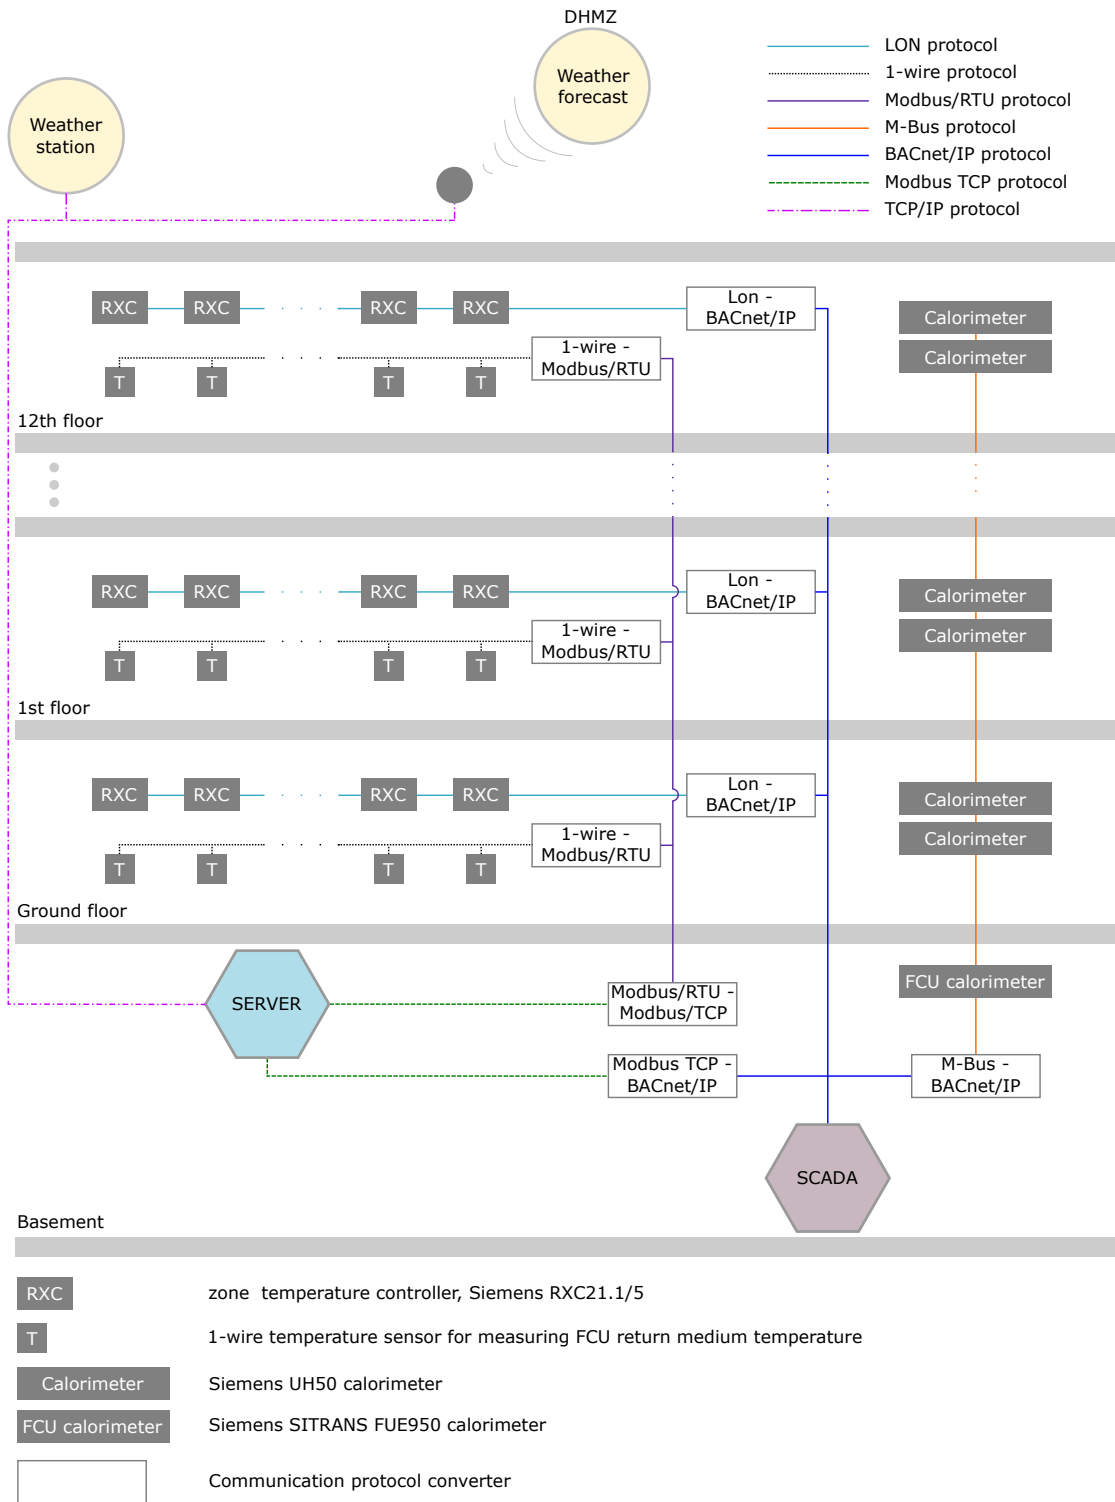 DHMZ
Weather
forecast
Weather
station
LON protocol
1-wire protocol
Modbus/RTU protocol
M-Bus protocol
BACnet/IP protocol
Modbus TCP protocol
TCP/IP protocol
RXC
RXC
RXC
RXC
Lon -
BACnet/IP
Calorimeter
Calorimeter
1-wire -
Modbus/RTU
T
T
T
T
12th floor
RXC
RXC
RXC
RXC
Lon -
BACnet/IP
Calorimeter
Calorimeter
1-wire -
Modbus/RTU
T
T
T
T
1st floor
RXC
RXC
RXC
RXC
Lon -
BACnet/IP
Calorimeter
Calorimeter
1-wire -
Modbus/RTU
T
T
T
T
Ground floor
SERVER
Modbus/RTU -
Modbus/TCP
FCU calorimeter
Modbus TCP -
BACnet/IP
M-Bus -
BACnet/IP
SCADA
Basement
RXC
zone temperature controller, Siemens RXC21.1/5
T
1-wire temperature sensor for measuring FCU return medium temperature
Calorimeter
Siemens UH50 calorimeter
FCU calorimeter
Siemens SITRANS FUE950 calorimeter
Communication protocol converter